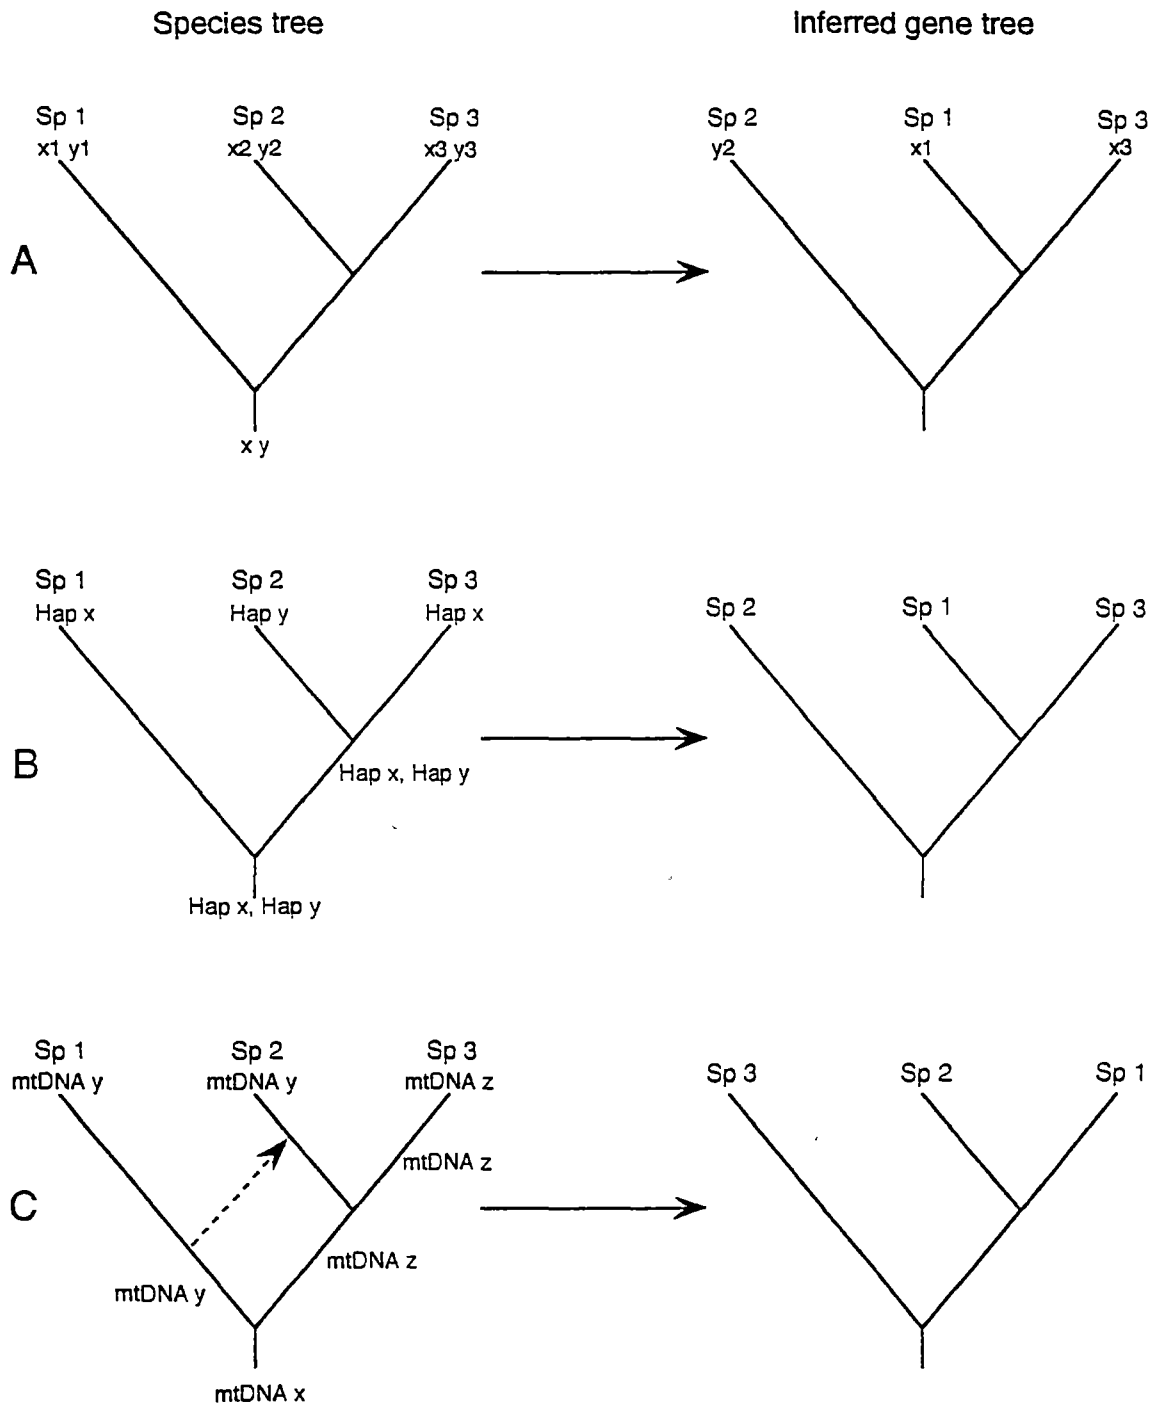 Species tree
Inferred gene tree
Sp 1
Sp 2
Sp 3
x1 y1
x2 y2
x3 y3
Sp 2
Sp 1
Sp 3
y2
x1
x3
A
x y
Sp 1
Sp 2
Sp 3
Hap x
Hap y
Hap x
Sp 2
Sp 1
Sp 3
B
Hap x, Hap y
Hap x, Hap y
Sp 1
Sp 2
Sp 3
mtDNA y
mtDNA y
mtDNA z
Sp 3
Sp 2
Sp 1
mtDNA z
C
mtDNA z
mtDNA y
mtDNA x